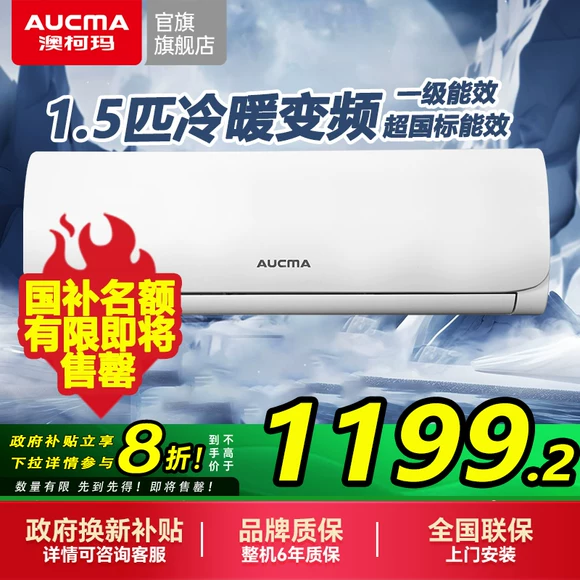 AUCMA
澳柯玛
官旗
旗舰店
1.5匹冷暖变频
一级能效
超国标能效
AUCMA
国补名额
有限即将
售罄
政府补贴立享
下拉详情参与
8折!
到手
不高于
1199.2
数量有限 先到先得！即将售罄！
政府换新补贴
详情可咨询客服
品牌质保
整机6年质保
全国联保
上门安装